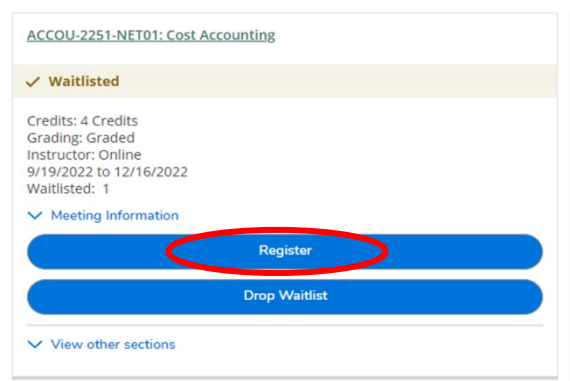 ACCOU-2251-NET01: Cost Accounting
Waitlisted
Credits: 4 Credits
Grading: Graded
Instructor: Online
9/19/2022 to 12/16/2022
Waitlisted: 1
Meeting Information
Register
Drop Waitlist
View other sections